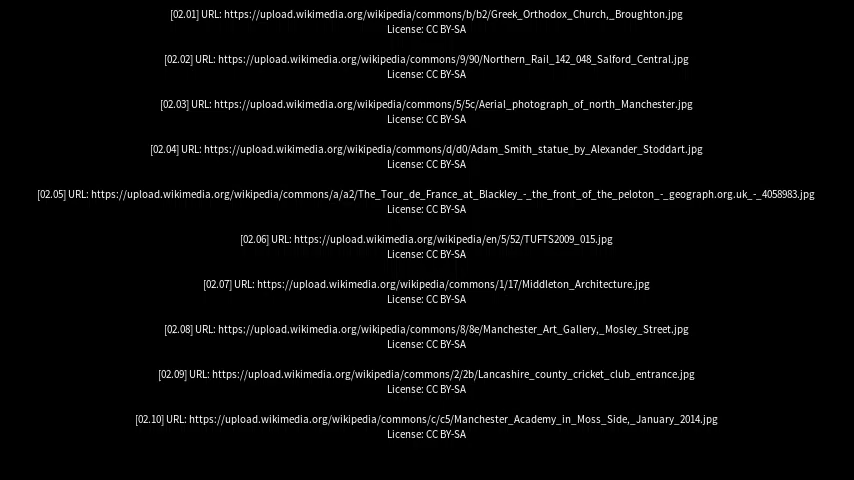 [02.01] URL: https://upload.wikimedia.org/wikipedia/commons/b/b2/Greek_Orthodox_Church,_Broughton.jpg
License: CC BY-SA
[02.02] URL: https://upload.wikimedia.org/wikipedia/commons/9/90/Northern_Rail_142_048_Salford_Central.jpg
License: CC BY-SA
[02.03] URL: https://upload.wikimedia.org/wikipedia/commons/5/5c/Aerial_photograph_of_north_Manchester.jpg
License: CC BY-SA
[02.04] URL: https://upload.wikimedia.org/wikipedia/commons/d/d0/Adam_Smith_statue_by_Alexander_Stoddart.jpg
License: CC BY-SA
[02.05] URL: https://upload.wikimedia.org/wikipedia/commons/a/a2/The_Tour_de_France_at_Blackley_-_the_front_of_the_peloton_-_geograph.org.uk_-_4058983.jpg
License: CC BY-SA
[02.06] URL: https://upload.wikimedia.org/wikipedia/en/5/52/TUFTS2009_015.jpg
License: CC BY-SA
[02.07] URL: https://upload.wikimedia.org/wikipedia/commons/1/17/Middleton_Architecture.jpg
License: CC BY-SA
[02.08] URL: https://upload.wikimedia.org/wikipedia/commons/8/8e/Manchester_Art_Gallery,_Mosley_Street.jpg
License: CC BY-SA
[02.09] URL: https://upload.wikimedia.org/wikipedia/commons/2/2b/Lancashire_county_cricket_club_entrance.jpg
License: CC BY-SA
[02.10] URL: https://upload.wikimedia.org/wikipedia/commons/c/c5/Manchester_Academy_in_Moss_Side,_January_2014.jpg
License: CC BY-SA